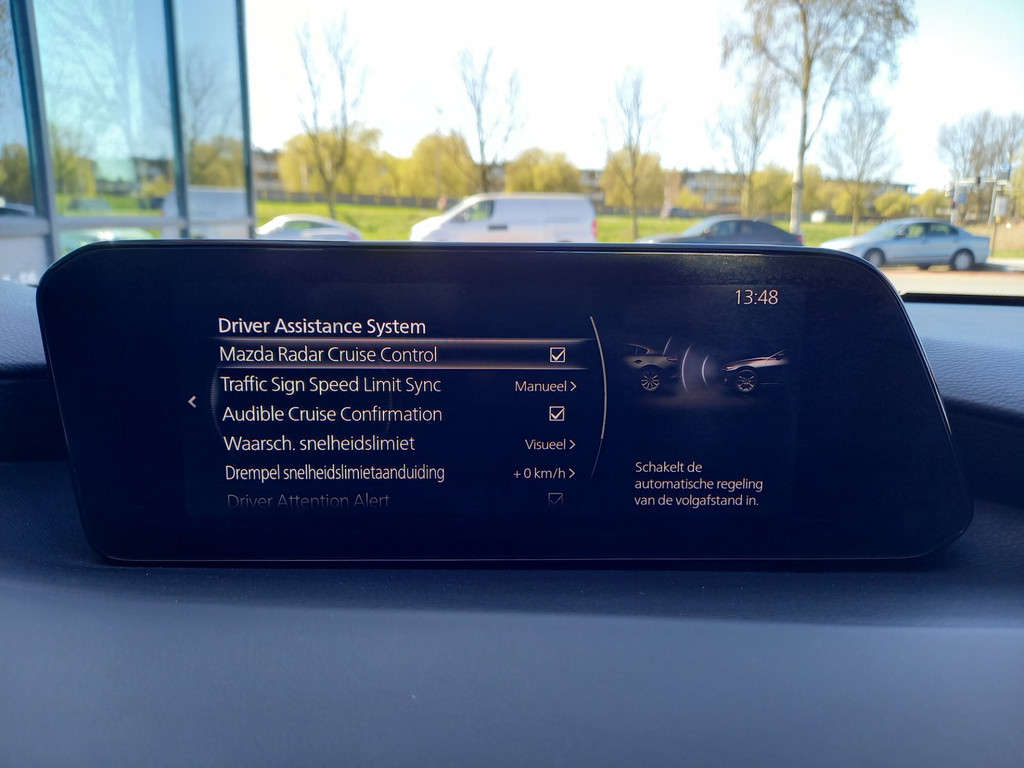 13:48
Driver Assistance System
Mazda Radar Cruise Control
Traffic Sign Speed Limit Sync Manueel >
Audible Cruise Confirmation
Waarsch. snelheidslimiet Visueel >
Drempel snelheidslimietaanduiding + 0 km/h >
Driver Attention Alert
Schakelt de
automatische regeling
van de volgafstand in.